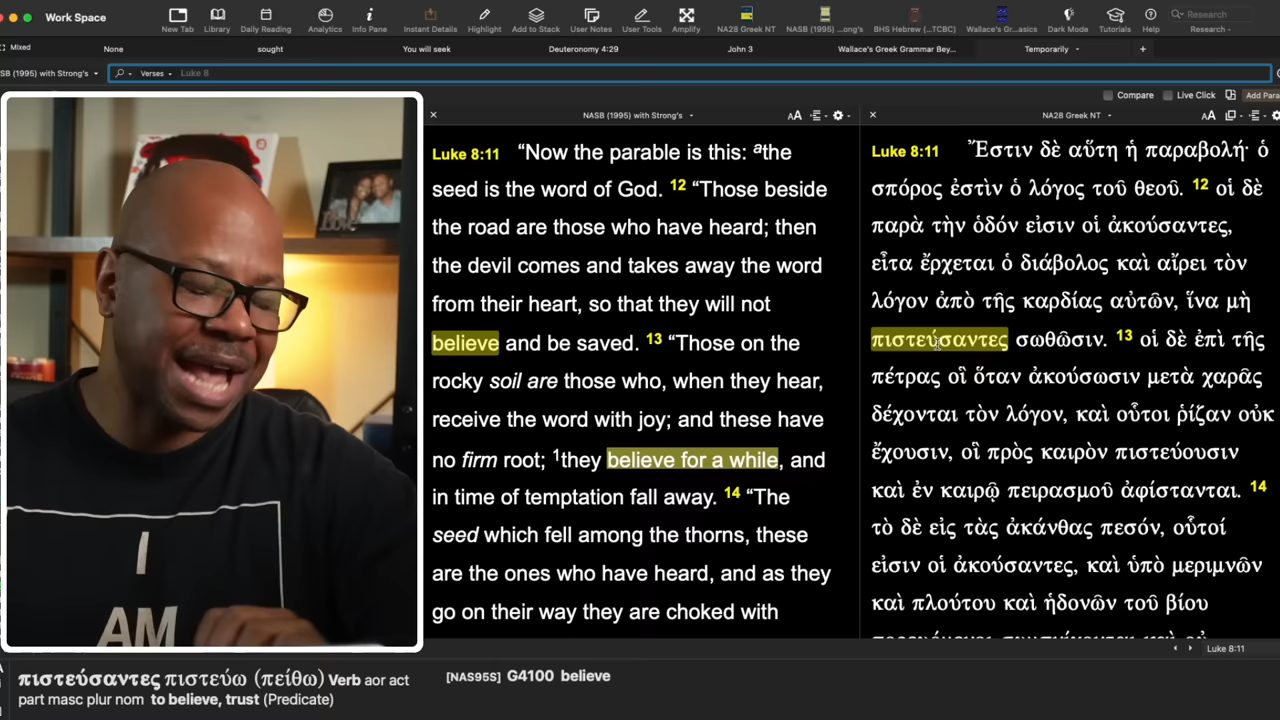 Work Space
New Tab
Library
Daily Reading
Analytics
Info Pane
Instant Details
Highlight
Add to Stack
User Notes
User Tools
Amplify
NA28 Greek NT
NASB (1995) ...ong's
BHS Hebrew (...TCBC)
Wallace's Gr...asics
Dark Mode
Tutorials
Help
Research
Research
Mixed
None
sought
You will seek
Deuteronomy 4:29
John 3
Wallace's Greek Grammar Bey...
Temporarily
SB (1995) with Strong's
Verses
Luke 8
Compare
Live Click
Add Para
NASB (1995) with Strong's
AA
Luke 8:11 “Now the parable is this: athe
seed is the word of God. 12 “Those beside
the road are those who have heard; then
the devil comes and takes away the word
from their heart, so that they will not
believe and be saved. 13 “Those on the
rocky soil are those who, when they hear,
receive the word with joy; and these have
no firm root; 1they believe for a while, and
in time of temptation fall away. 14 “The
seed which fell among the thorns, these
are the ones who have heard, and as they
go on their way they are choked with
NA28 Greek NT
AA
Luke 8:11 Ἔστιν δὲ αὕτη ἡ παραβολή· ὁ
σπόρος ἐστὶν ὁ λόγος τοῦ θεοῦ. 12 οἱ δὲ
παρὰ τὴν ὁδόν εἰσιν οἱ ἀκούσαντες,
εἶτα ἔρχεται ὁ διάβολος καὶ αἴρει τὸν
λόγον ἀπὸ τῆς καρδίας αὐτῶν, ἵνα μὴ
πιστεύσαντες σωθῶσιν. 13 οἱ δὲ ἐπὶ τῆς
πέτρας οἳ ὅταν ἀκούσωσιν μετὰ χαρᾶς
δέχονται τὸν λόγον, καὶ οὗτοι ῥίζαν οὐκ
ἔχουσιν, οἳ πρὸς καιρὸν πιστεύουσιν
καὶ ἐν καιρῷ πειρασμοῦ ἀφίστανται. 14
τὸ δὲ εἰς τὰς ἀκάνθας πεσόν, οὗτοί
εἰσιν οἱ ἀκούσαντες, καὶ ὑπὸ μεριμνῶν
καὶ πλούτου καὶ ἡδονῶν τοῦ βίου
Luke 8:11
I
AM
πιστεύσαντες πιστεύω (πείθω) Verb aor act
part masc plur nom to believe, trust (Predicate)
[NAS95S] G4100 believe